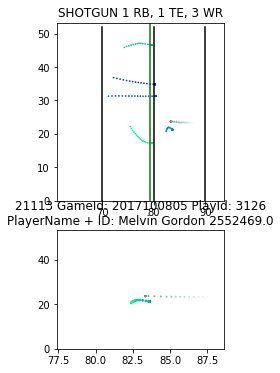 SHOTGUN 1 RB, 1 TE, 3 WR
50
40
30
20
10
0
70 80 90
21113 GameId: 2017100805 PlayId: 3126
PlayerName + ID: Melvin Gordon 2552469.0
40
20
0
77.5 80.0 82.5 85.0 87.5